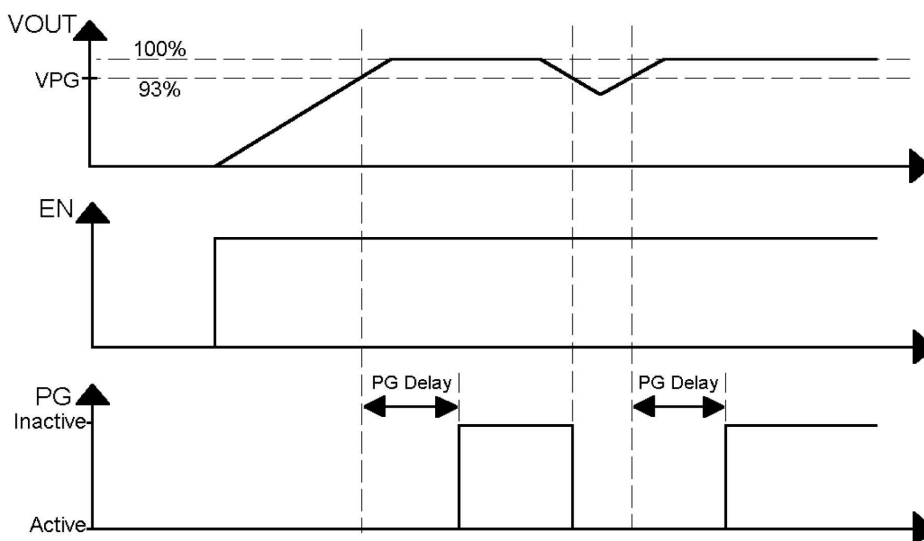 VOUT
100%
VPG
93%
EN
PG Delay
PG Delay
PG
Inactive
Active